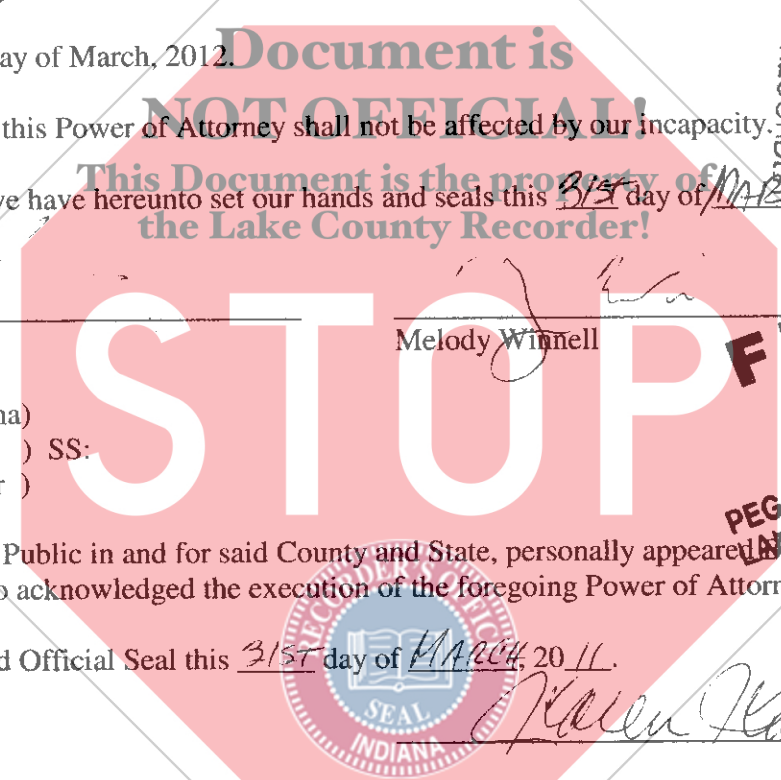 Document is
ay of March, 2012.
NOT OFFICIAL!
this Power of Attorney shall not be affected by our incapacity.
This Document is the property of
ve have hereunto set our hands and seals this 31ST day of
the Lake County Recorder!
STOP
Melody Winnell
F
na)
) SS:
r )
PEG
Public in and for said County and State, personally appeared
o acknowledged the execution of the foregoing Power of Attorn
d Official Seal this 31ST day of MARCH, 20 11.
RECORDER'S OFFICE
SEAL
INDIANA
Karen